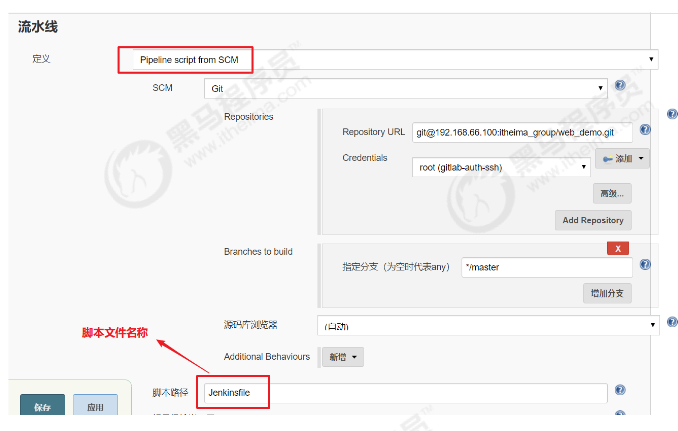 流水线
定义
Pipeline script from SCM
SCM
Git
Repositories
Repository URL
git@192.168.66.100:itheima_group/web_demo.git
Credentials
root (gitlab-auth-ssh)
添加
高级...
Add Repository
Branches to build
X
指定分支（为空时代表any）
*/master
增加分支
源码库浏览器
(自动)
脚本文件名称
Additional Behaviours
新增
脚本路径
Jenkinsfile
保存
应用
黑马程序员™
www.itheima.com